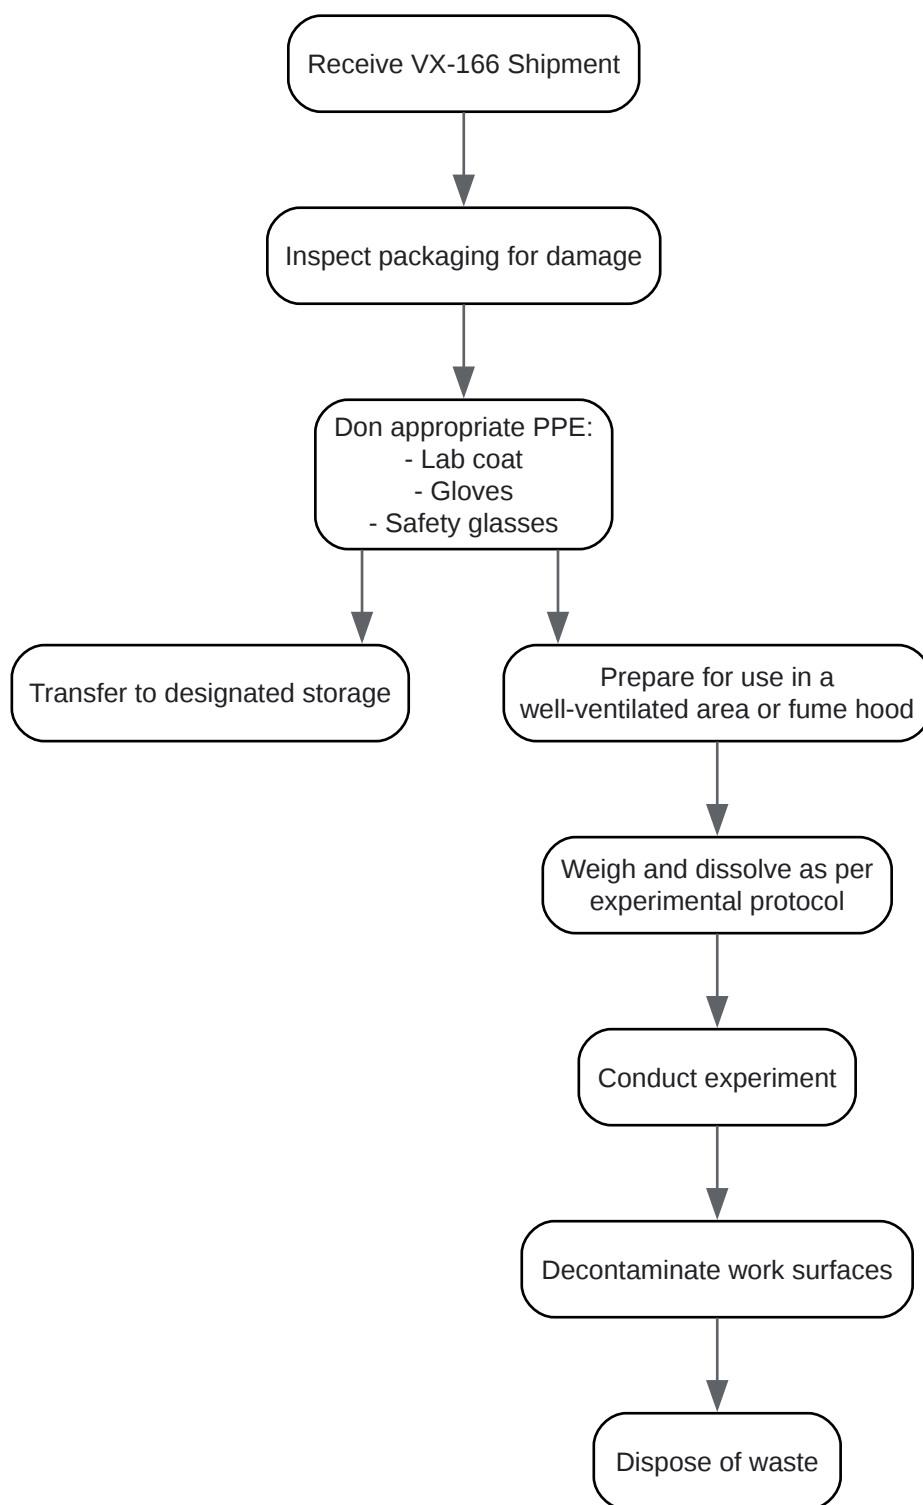 Receive VX-166 Shipment
Inspect packaging for damage
Don appropriate PPE:
- Lab coat
- Gloves
- Safety glasses
Transfer to designated storage
Prepare for use in a
well-ventilated area or fume hood
Weigh and dissolve as per
experimental protocol
Conduct experiment
Decontaminate work surfaces
Dispose of waste